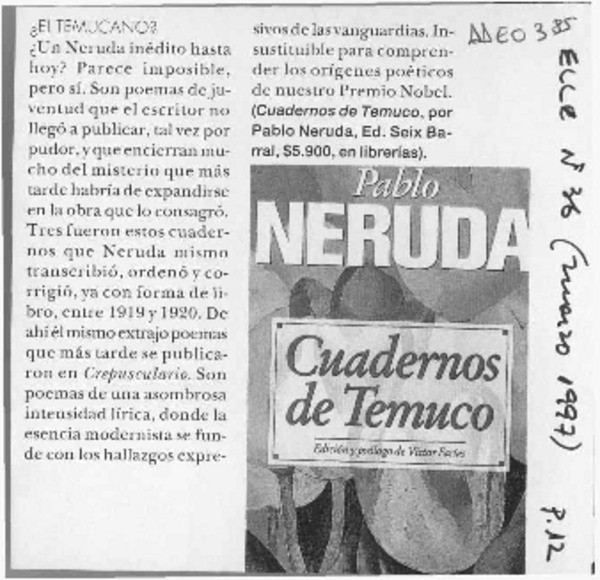 ¿El TEMUCANO?
¿Un Neruda inédito hasta
hoy? Parece imposible,
pero sí. Son poemas de ju-
ventud que el escritor no
llegó a publicar, tal vez por
pudor, y que encierran mu-
cho del misterio que más
tarde habría de expandirse
en la obra que lo consagró.
Tres fueron estos cuader-
nos que Neruda mismo
transcribió, ordenó y co-
rrigió, ya con forma de li-
bro, entre 1919 y 1920. De
ahí él mismo extrajo poemas
que más tarde se publica-
ron en Crepusculario. Son
poemas de una asombrosa
intensidad lírica, donde la
esencia modernista se fun-
de con los hallazgos expre-
sivos de las vanguardias. In-
sustituible para compren-
der los orígenes poéticos
de nuestro Premio Nobel.
(Cuadernos de Temuco, por
Pablo Neruda, Ed. Seix Ba-
rral, $5.900, en librerías).
Pablo
NERUDA
Cuadernos
de Temuco
Edición y prólogo de Víctor Farías
AAE0385
ELLE Nº 36 (marzo 1997) p. 12